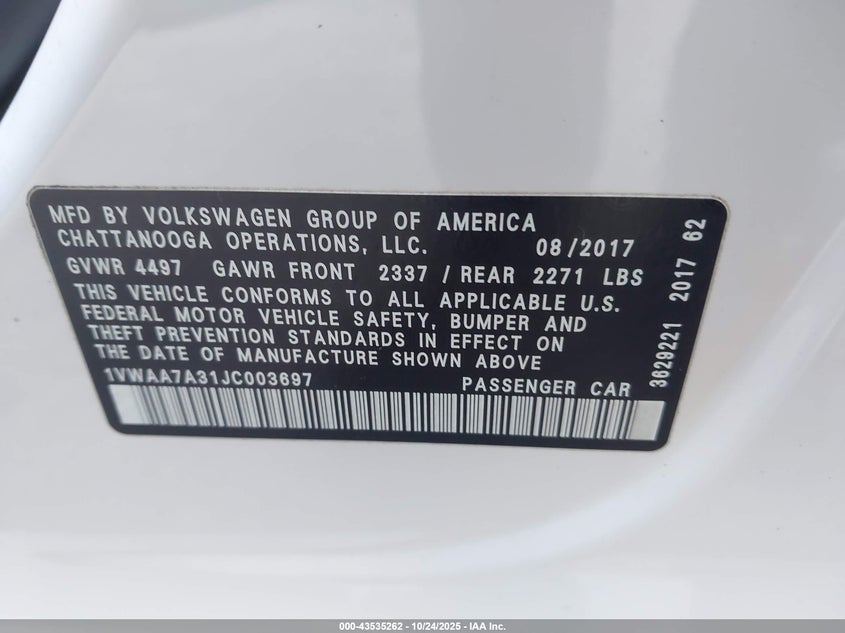 MFD BY VOLKSWAGEN GROUP OF AMERICA
CHATTANOOGA OPERATIONS, LLC. 08/2017
GVWR 4497 GAWR FRONT 2337 / REAR 2271 LBS
THIS VEHICLE CONFORMS TO ALL APPLICABLE U.S.
FEDERAL MOTOR VEHICLE SAFETY, BUMPER AND
THEFT PREVENTION STANDARDS IN EFFECT ON
THE DATE OF MANUFACTURE SHOWN ABOVE
1VWAA7A31JC003697 PASSENGER CAR
3629221 2017 62
000-43535262 - 10/24/2025 - IAA Inc.